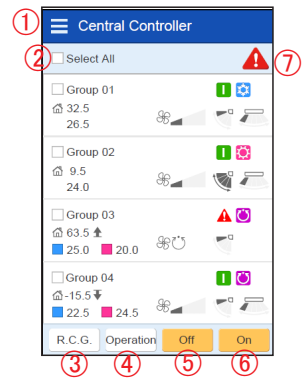 ① Central Controller
② Select All ⑦
Group 01
32.5
26.5
Group 02
9.5
24.0
Group 03
63.5
25.0 20.0
Group 04
-15.5
22.5 24.5
R.C.G. Operation Off On
③ ④ ⑤ ⑥